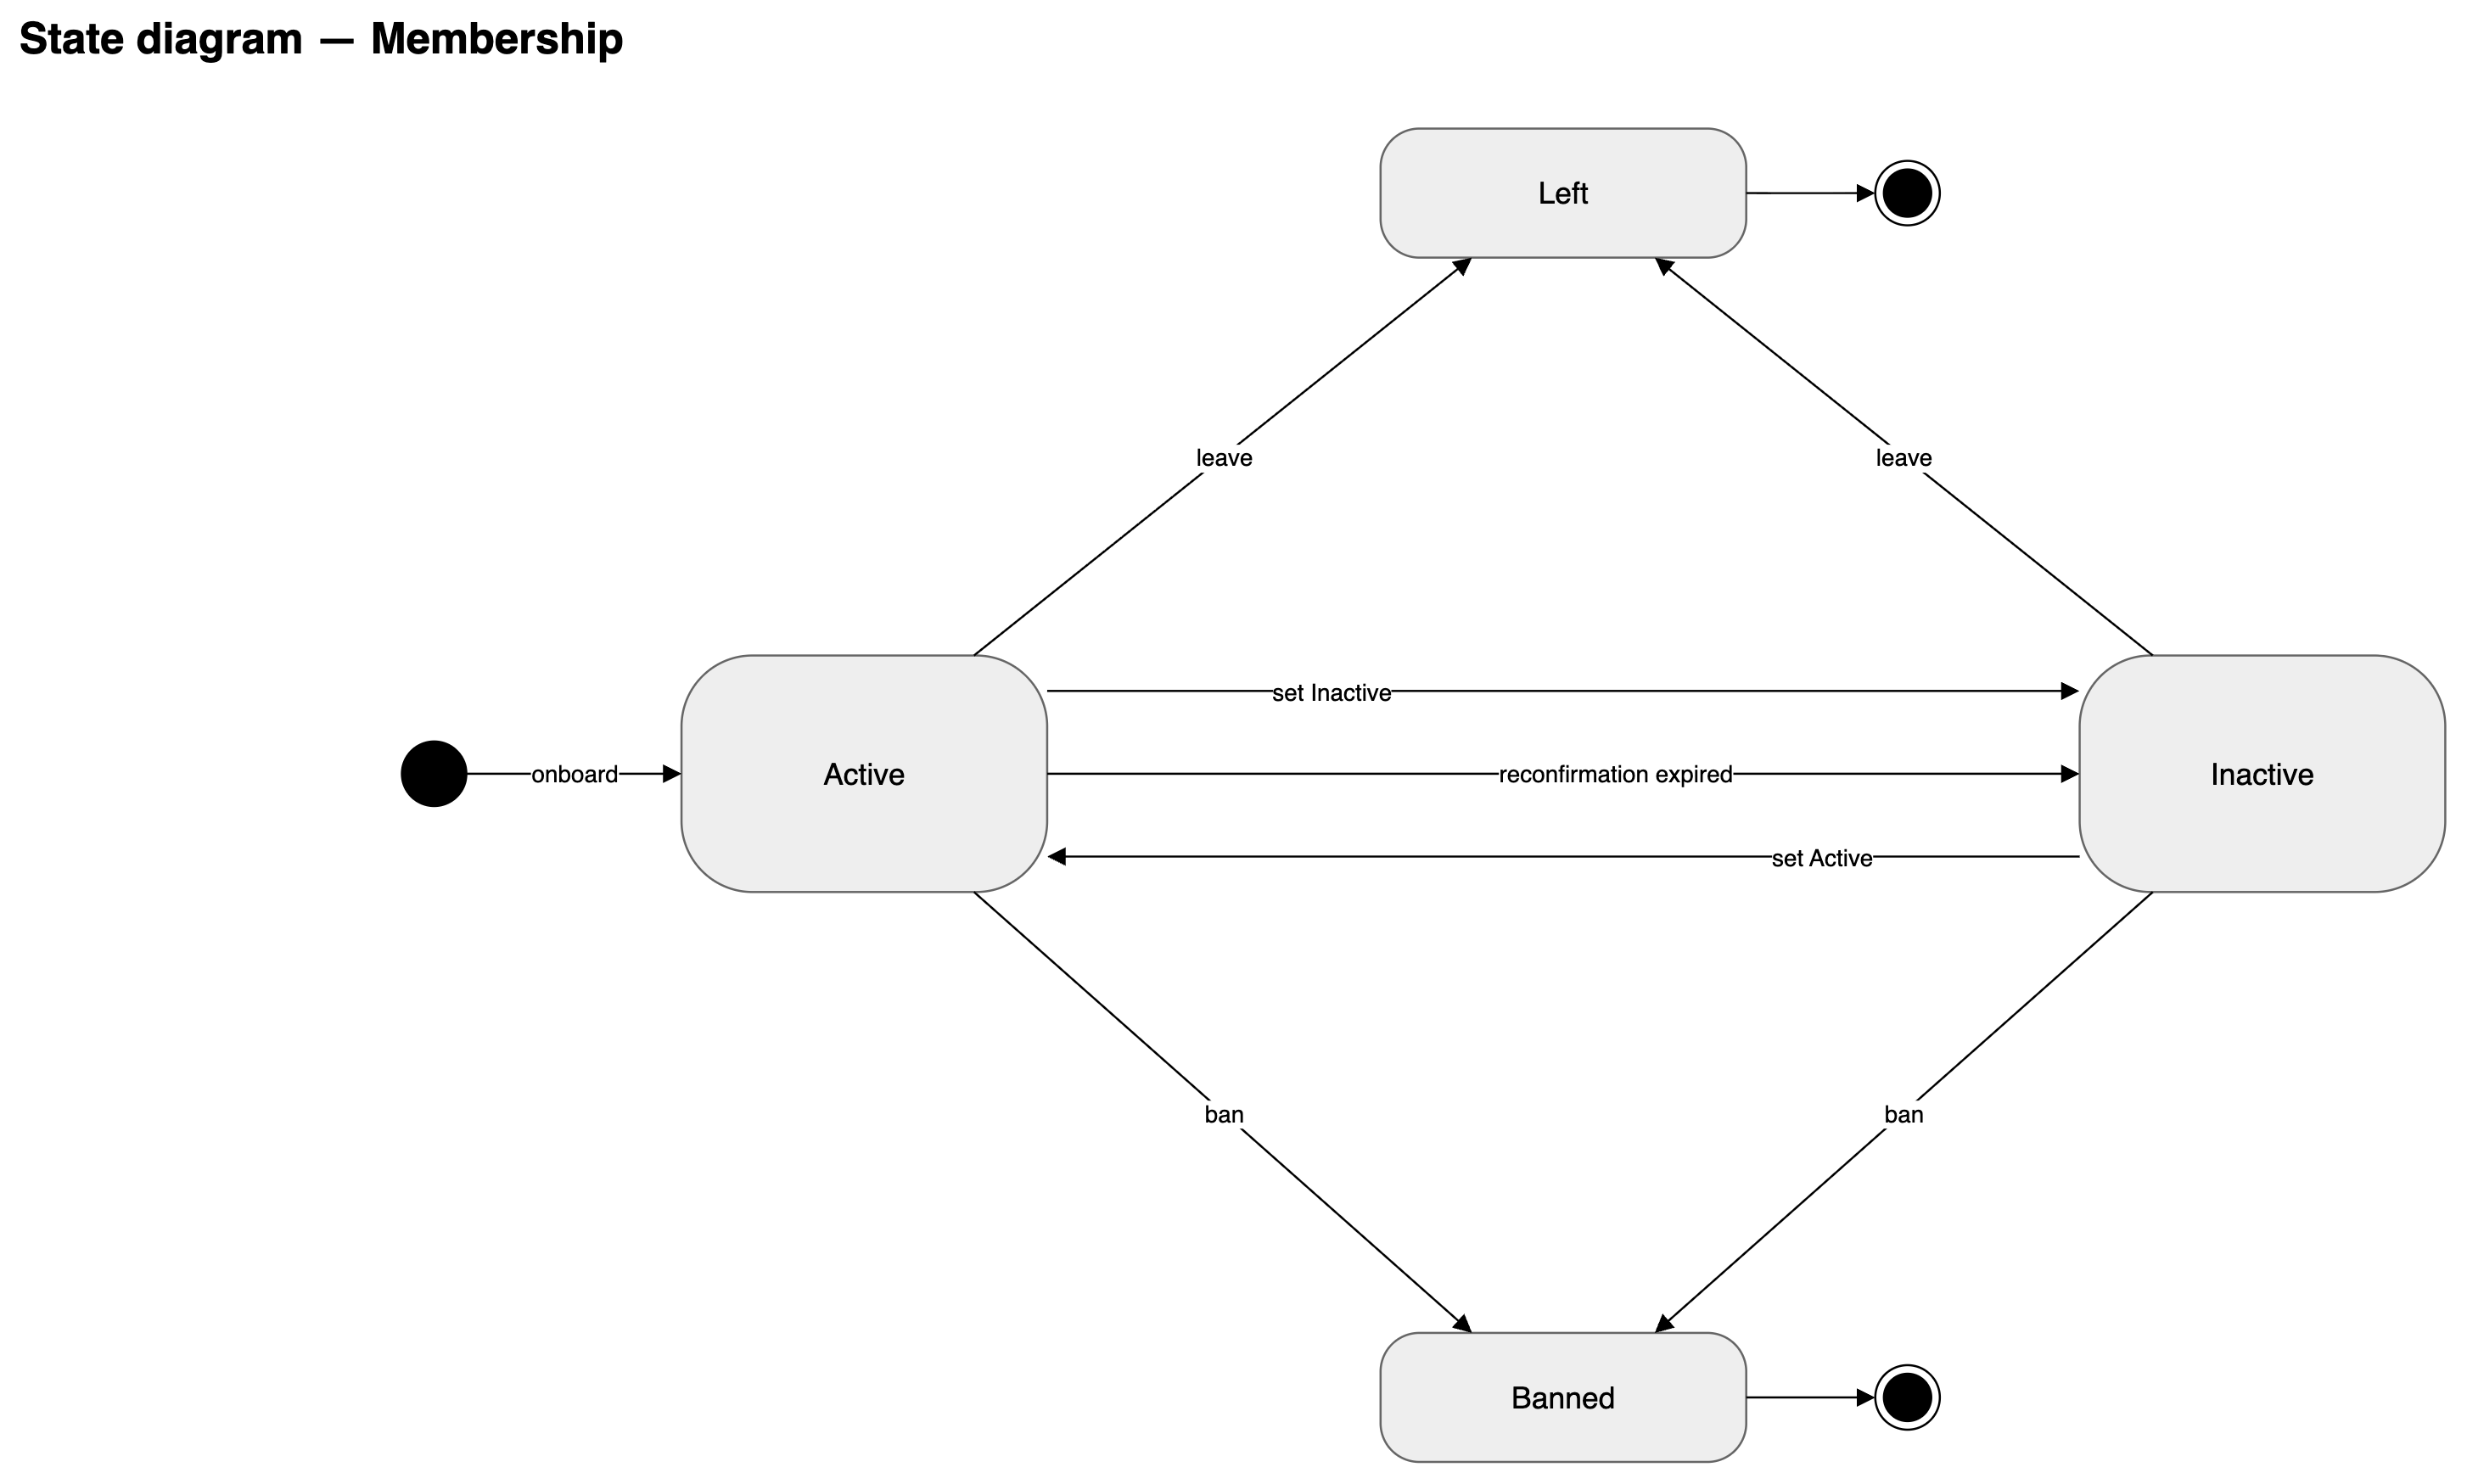 State diagram — Membership
Left
leave
leave
set Inactive
onboard
Active
reconfirmation expired
Inactive
set Active
ban
ban
Banned